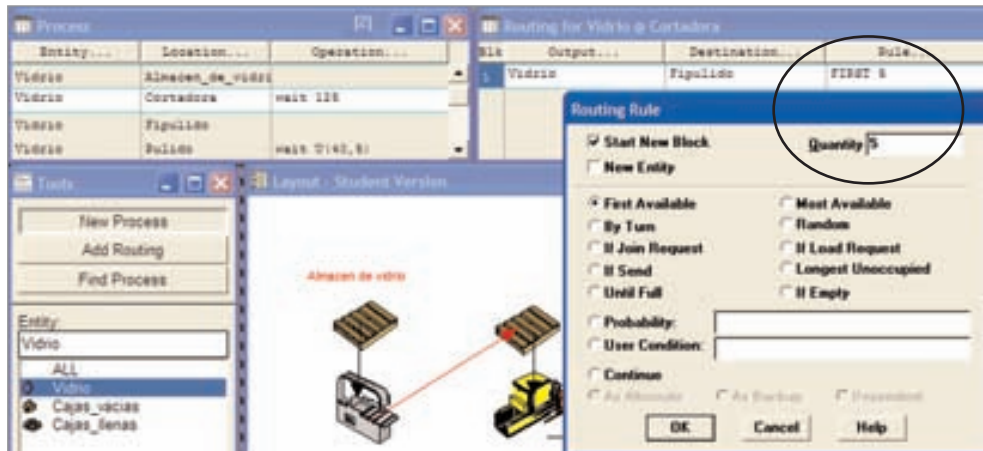 Process
Entity... Location... Operation...
Vidrio Almacen_de_vidri
Vidrio Cortadora wait 128
Vidrio Fipulido
Vidrio Pulido wait U(40,8)
Routing for Vidrio @ Cortadora
Blk Output... Destination... Rule...
1 Vidrio Fipulido FIRST 5
Routing Rule
Start New Block Quantity 5
New Entity
First Available Most Available
By Turn Random
If Join Request If Load Request
If Send Longest Unoccupied
Until Full If Empty
Probability:
User Condition:
Continue
As Alternate As Backup Dependent
OK Cancel Help
Tools
New Process
Add Routing
Find Process
Entity:
Vidrio
ALL
Vidrio
Cajas_vacias
Cajas_llenas
Layout - Student Version
Almacen de vidrio